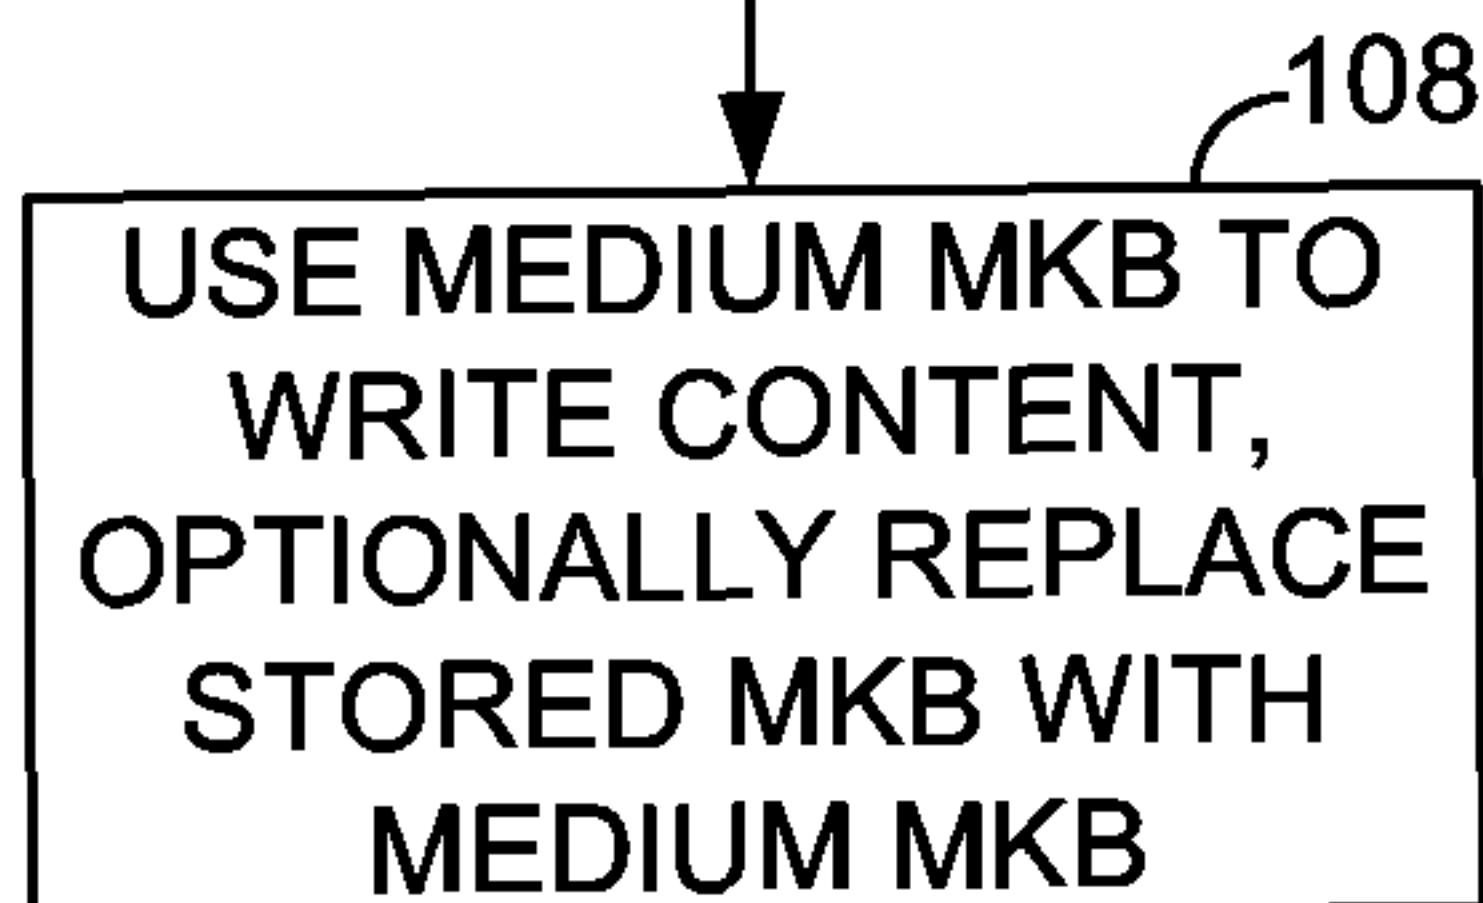 108
USE MEDIUM MKB TO
WRITE CONTENT,
OPTIONALLY REPLACE
STORED MKB WITH
MEDIUM MKB